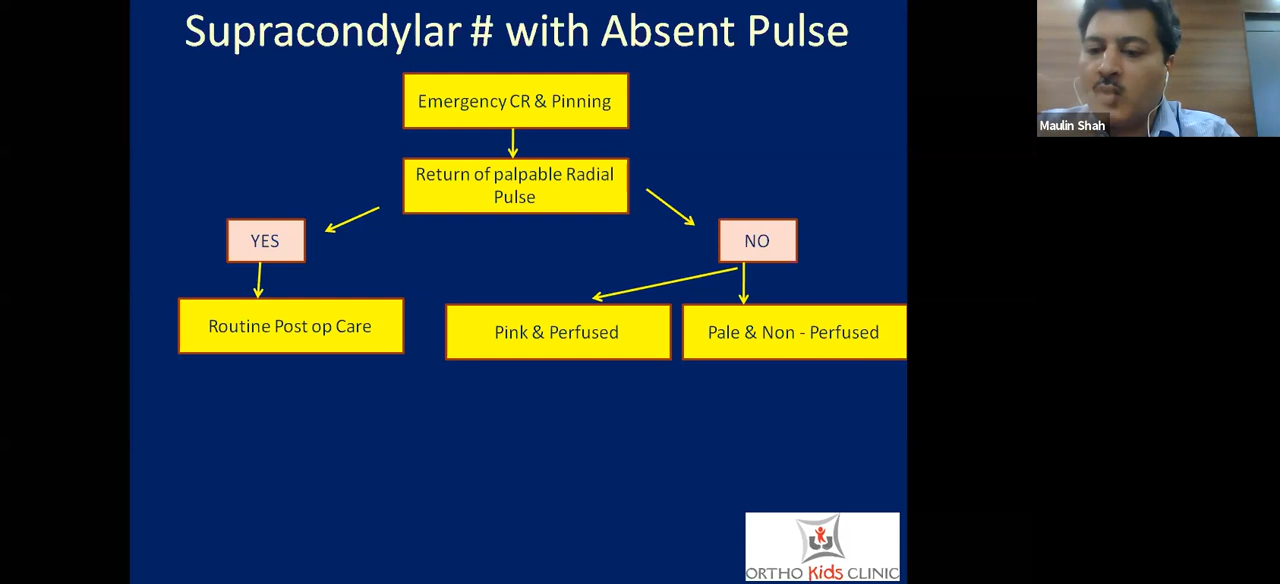 Supracondylar # with Absent Pulse
Maulin Shah
Emergency CR & Pinning
Return of palpable Radial
Pulse
YES
NO
Routine Post op Care
Pink & Perfused
Pale & Non - Perfused
ORTHO Kids CLINIC